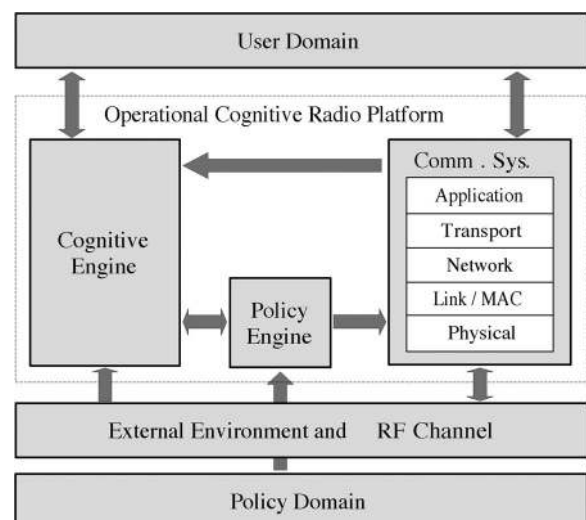 User Domain
Operational Cognitive Radio Platform
Comm . Sys.
Application
Transport
Network
Link / MAC
Physical
Cognitive
Engine
Policy
Engine
External Environment and RF Channel
Policy Domain